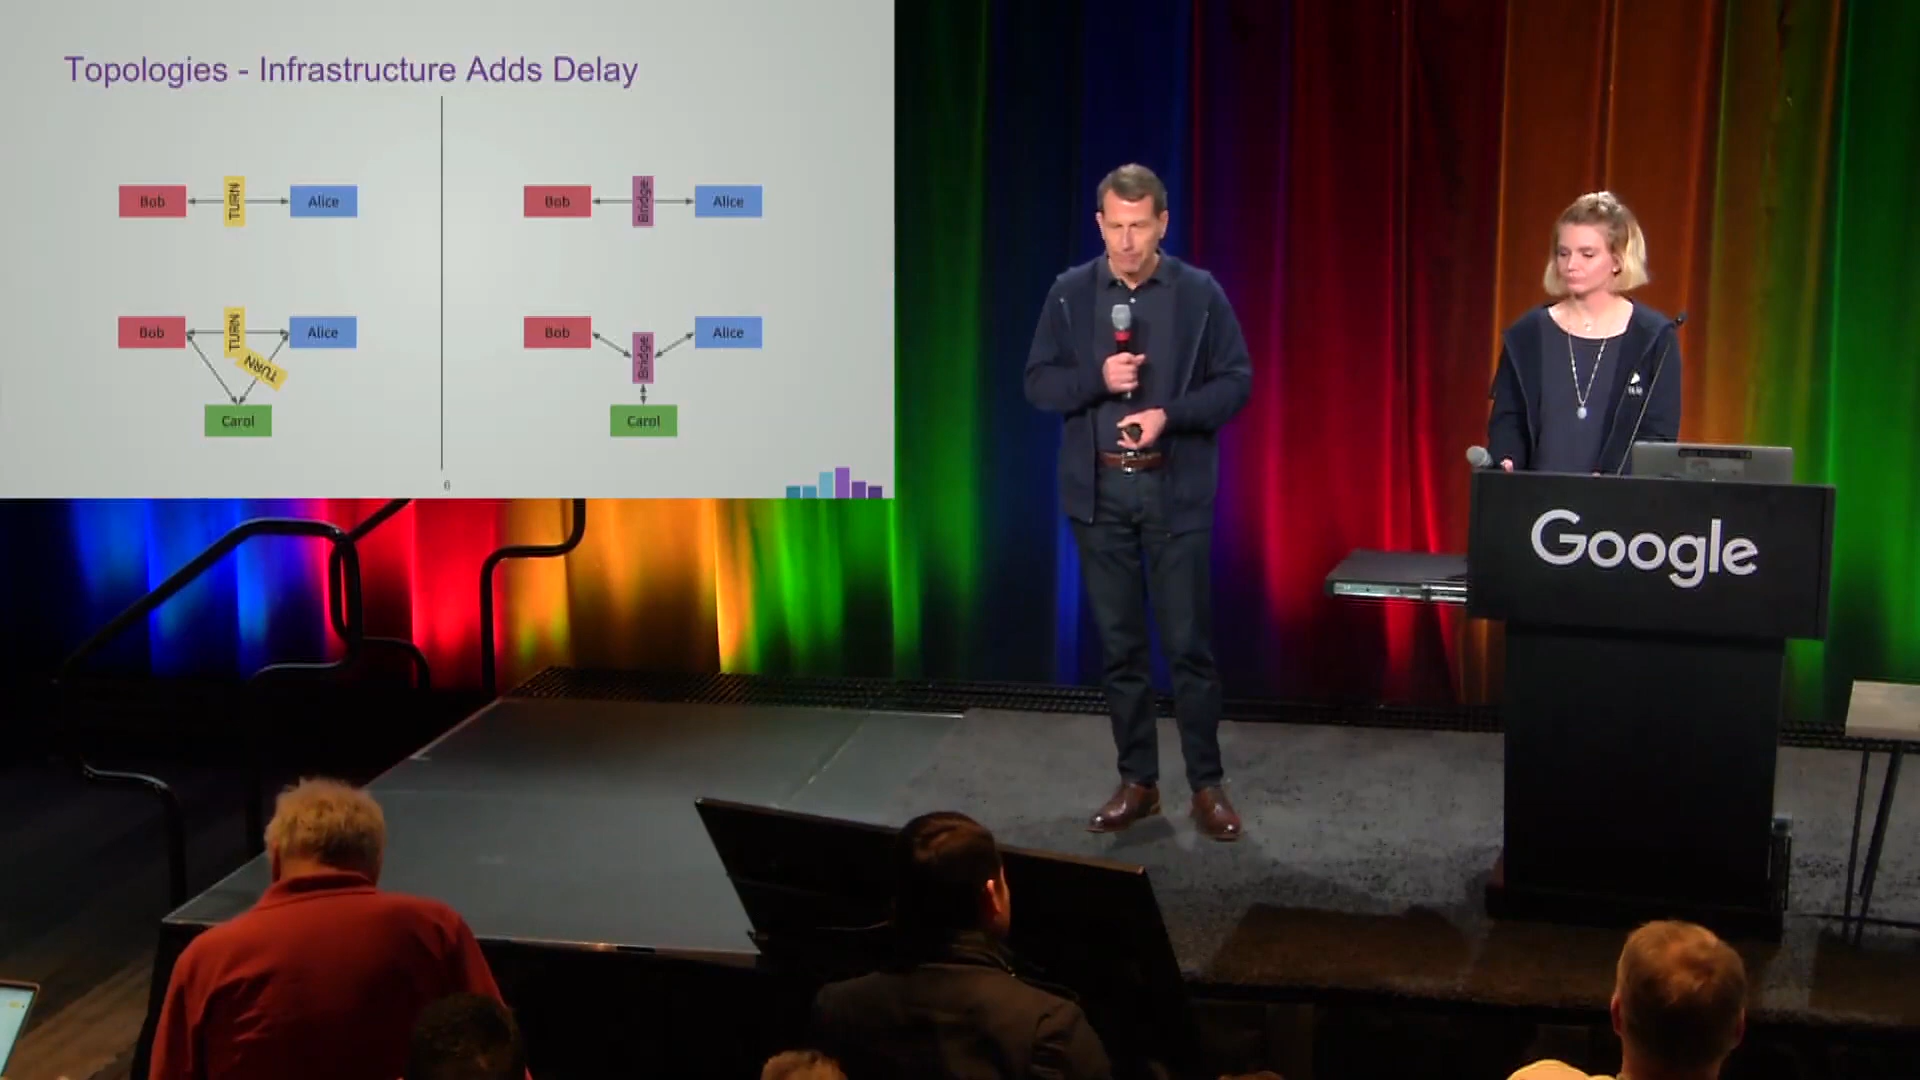 Topologies - Infrastructure Adds Delay
Bob
TURN
Alice
Bob
Bridge
Alice
Bob
TURN
Alice
TURN
Carol
Bob
Bridge
Alice
Carol
6
Google